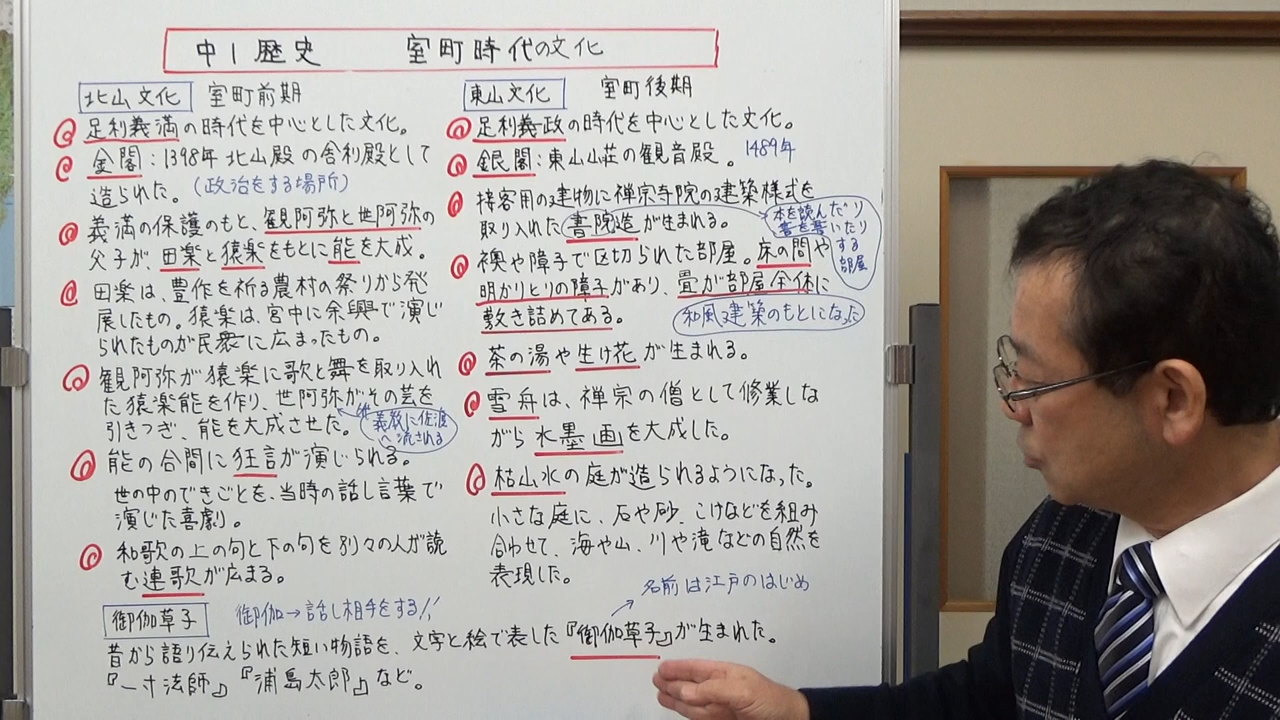 中1歴史 室町時代の文化
北山文化 室町前期
足利義満の時代を中心とした文化。
金閣:1398年 北山殿の舎利殿として
造られた。(政治をする場所)
義満の保護のもと、観阿弥と世阿弥の
父子が、田楽と猿楽をもとに能を大成。
田楽は、豊作を祈る農村の祭りから発
展したもの。猿楽は、宮中に余興で演じ
られたものが民衆に広まったもの。
観阿弥が猿楽に歌と舞を取り入れ
た猿楽能を作り、世阿弥がその芸を
引きつぎ、能を大成させた。
義教に佐渡
へ流される
能の合間に狂言が演じられる。
世の中のできごとを、当時の話し言葉で
演じた喜劇。
和歌の上の句と下の句を別々の人が詠
む連歌が広まる。
東山文化 室町後期
足利義政の時代を中心とした文化。
銀閣:東山山荘の観音殿。 1489年
接客用の建物に禅宗寺院の建築様式を
取り入れた書院造が生まれる。
本を読んだり
書を書いたり
する
部屋
襖や障子で区切られた部屋。床の間や
明かりとりの障子があり、畳が部屋全体に
敷き詰めてある。
和風建築のもとになった
茶の湯や生け花が生まれる。
雪舟は、禅宗の僧として修業しな
がら水墨画を大成した。
枯山水の庭が造られるようになった。
小さな庭に、石や砂、こけなどを組み
合わせて、海や山、川や滝などの自然を
表現した。
名前は江戸のはじめ
御伽草子 御伽→話し相手をする!!
昔から語り伝えられた短い物語を、文字と絵で表した『御伽草子』が生まれた。
『一寸法師』『浦島太郎』など。